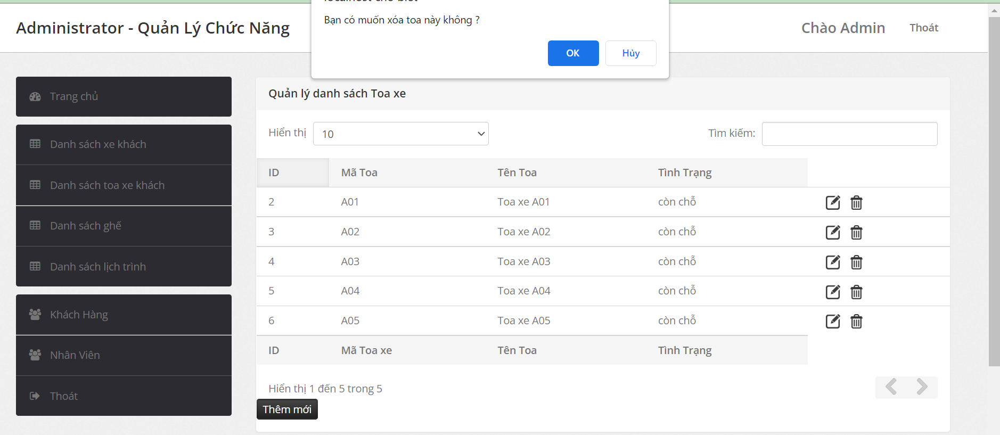 localhost cho biết
Bạn có muốn xóa toa này không ?
OK
Hủy
Administrator - Quản Lý Chức Năng
Chào Admin
Thoát
Trang chủ
Danh sách xe khách
Danh sách toa xe khách
Danh sách ghế
Danh sách lịch trình
Khách Hàng
Nhân Viên
Thoát
Quản lý danh sách Toa xe
Hiển thị 10
Tìm kiếm:
ID Mã Toa Tên Toa Tình Trạng
2 A01 Toa xe A01 còn chỗ
3 A02 Toa xe A02 còn chỗ
4 A03 Toa xe A03 còn chỗ
5 A04 Toa xe A04 còn chỗ
6 A05 Toa xe A05 còn chỗ
ID Mã Toa xe Tên Toa Tình Trạng
Hiển thị 1 đến 5 trong 5
Thêm mới